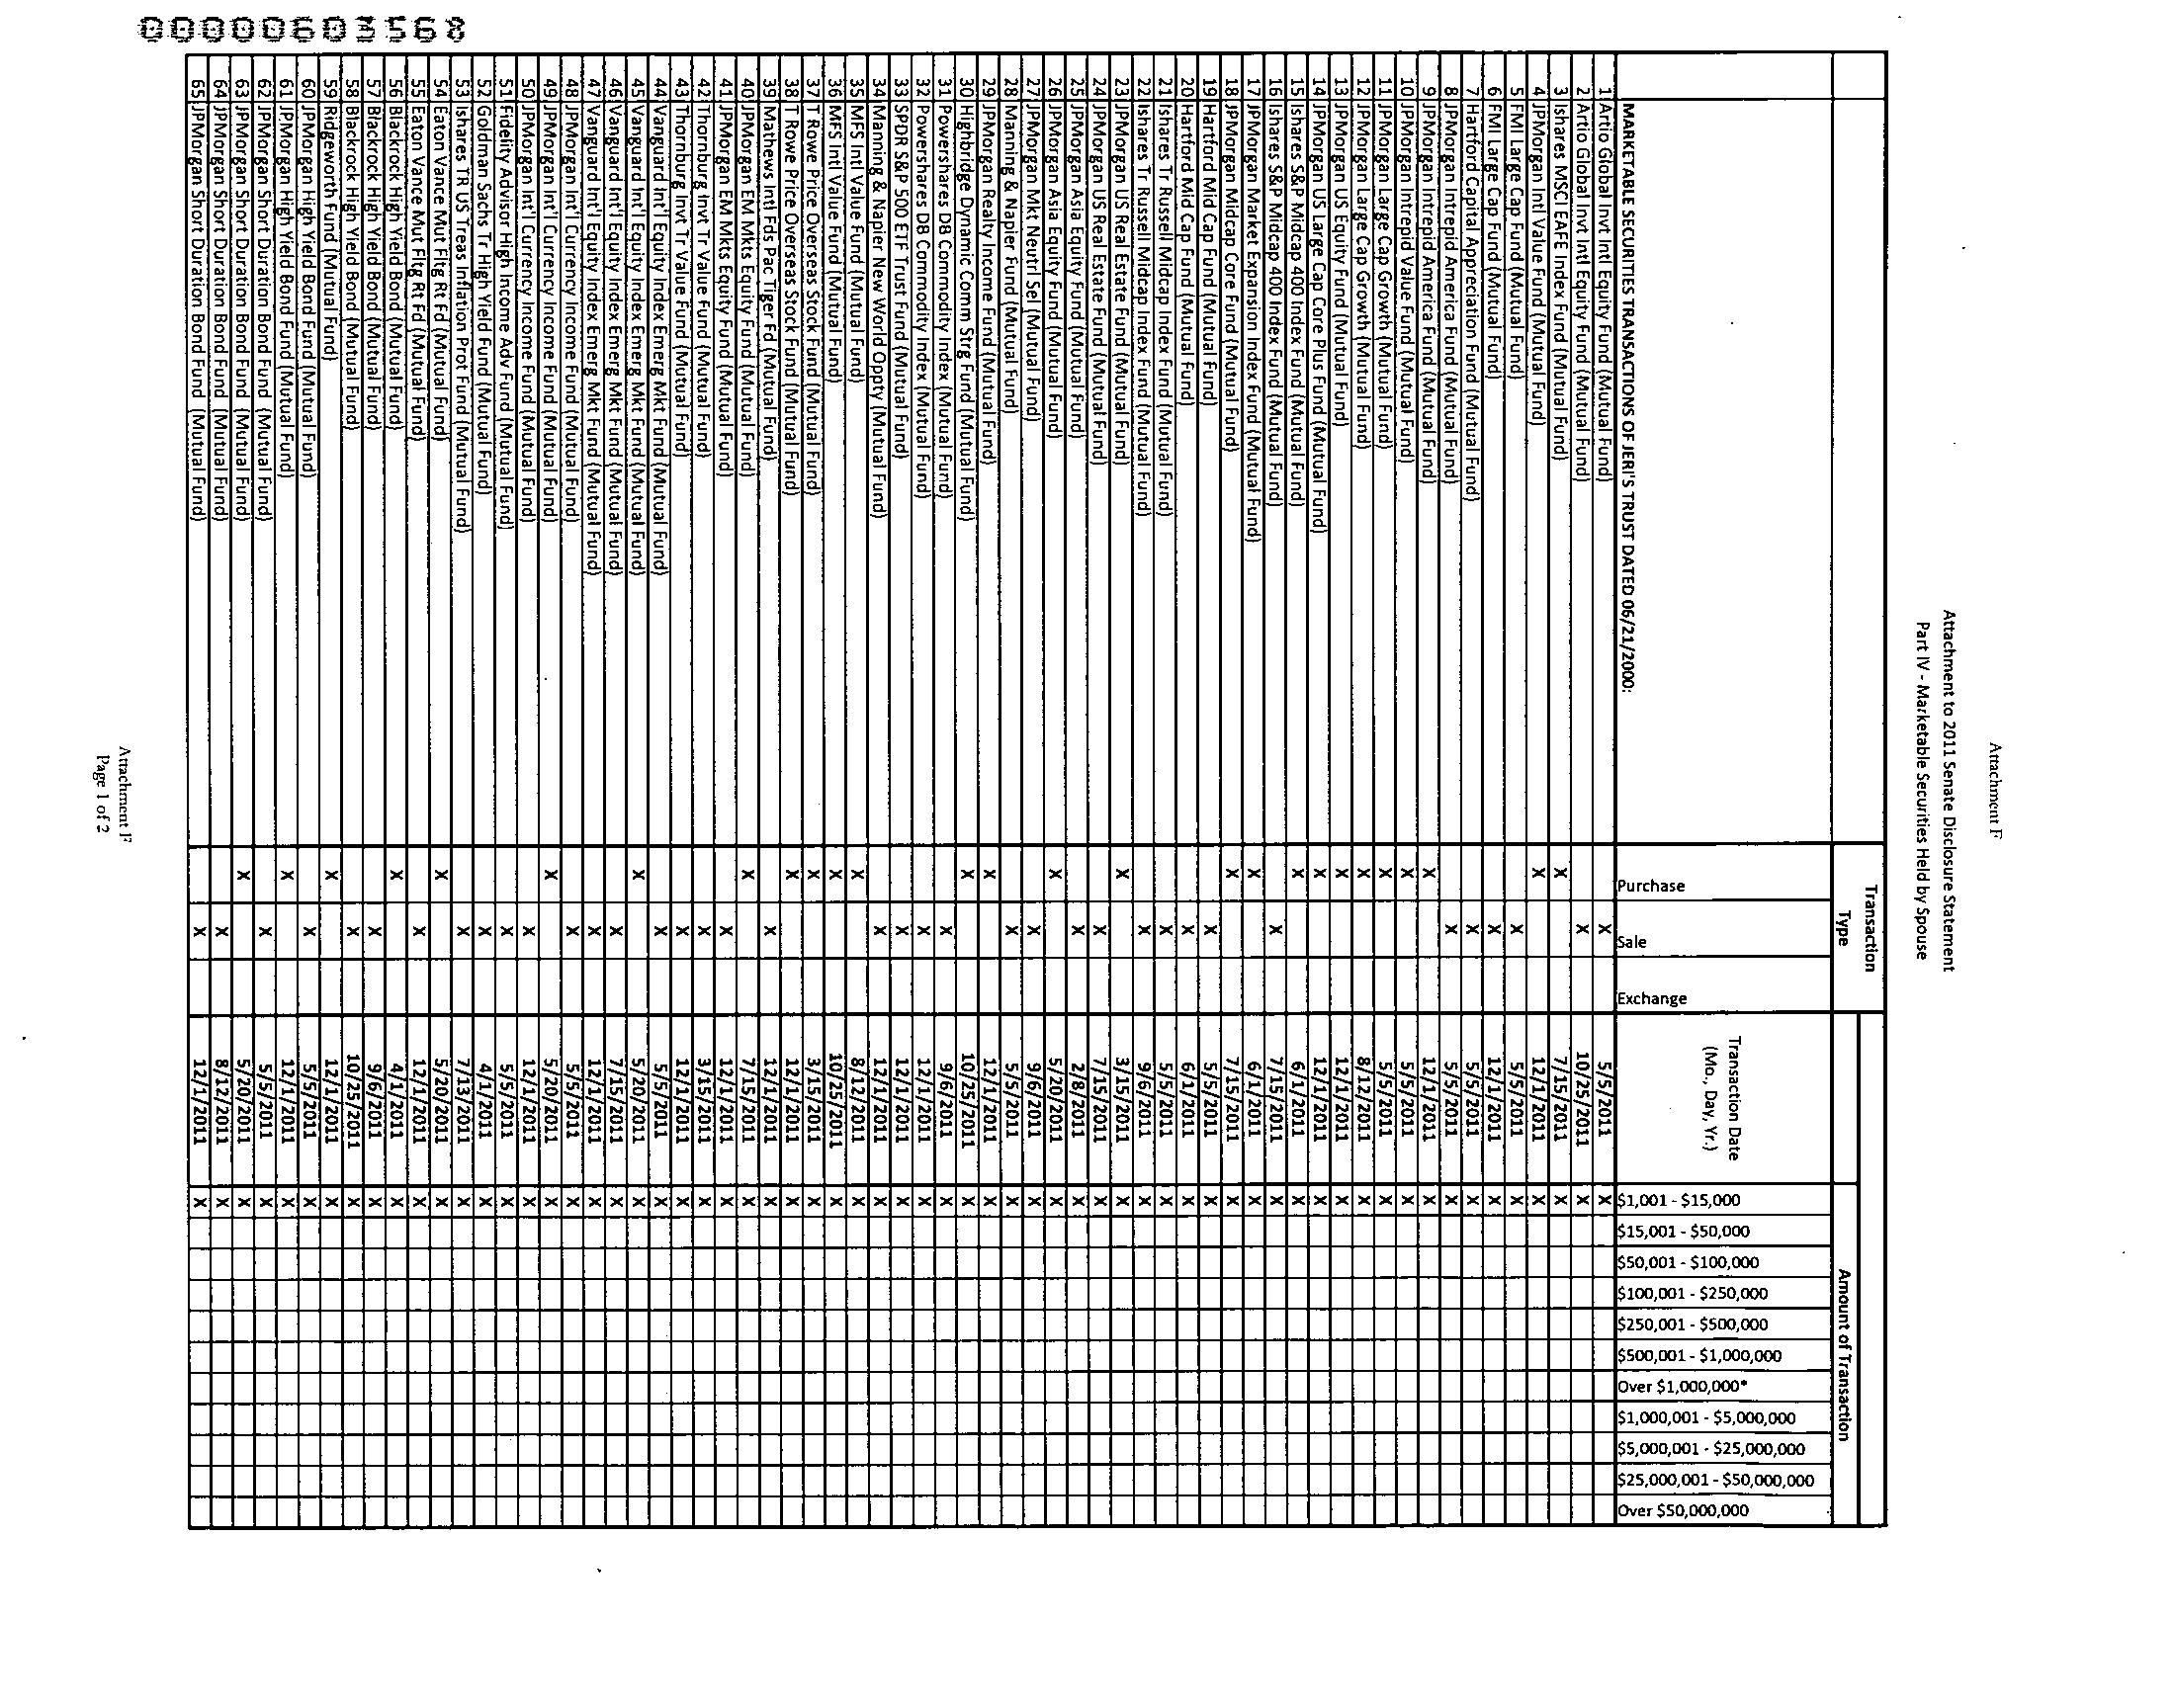 00000603568
Attachment F
Attachment to 2011 Senate Disclosure Statement
Part IV - Marketable Securities Held by Spouse
Transaction Type
Amount of Transaction
Purchase
Sale
Exchange
Transaction Date
(Mo., Day, Yr.)
$1,001 - $15,000
$15,001 - $50,000
$50,001 - $100,000
$100,001 - $250,000
$250,001 - $500,000
$500,001 - $1,000,000
Over $1,000,000*
$1,000,001 - $5,000,000
$5,000,001 - $25,000,000
$25,000,001 - $50,000,000
Over $50,000,000
MARKETABLE SECURITIES TRANSACTIONS OF JERI'S TRUST DATED 06/21/2000:
1 Artio Global Invt Intl Equity Fund (Mutual Fund) X 5/5/2011 X
2 Artio Global Invt Intl Equity Fund (Mutual Fund) X 10/25/2011 X
3 Ishares MSCI EAFE Index Fund (Mutual Fund) X 7/15/2011 X
4 JPMorgan Intl Value Fund (Mutual Fund) X 12/1/2011 X
5 FMI Large Cap Fund (Mutual Fund) X 5/5/2011 X
6 FMI Large Cap Fund (Mutual Fund) X 12/1/2011 X
7 Hartford Capital Appreciation Fund (Mutual Fund) X 5/5/2011 X
8 JPMorgan Intrepid America Fund (Mutual Fund) X 5/5/2011 X
9 JPMorgan Intrepid America Fund (Mutual Fund) X 12/1/2011 X
10 JPMorgan Intrepid Value Fund (Mutual Fund) X 5/5/2011 X
11 JPMorgan Large Cap Growth (Mutual Fund) X 5/5/2011 X
12 JPMorgan Large Cap Growth (Mutual Fund) X 8/12/2011 X
13 JPMorgan US Equity Fund (Mutual Fund) X 12/1/2011 X
14 JPMorgan US Large Cap Core Plus Fund (Mutual Fund) X 12/1/2011 X
15 Ishares S&P Midcap 400 Index Fund (Mutual Fund) X 6/1/2011 X
16 Ishares S&P Midcap 400 Index Fund (Mutual Fund) X 7/15/2011 X
17 JPMorgan Market Expansion Index Fund (Mutual Fund) X 6/1/2011 X
18 JPMorgan Midcap Core Fund (Mutual Fund) X 7/15/2011 X
19 Hartford Mid Cap Fund (Mutual Fund) X 5/5/2011 X
20 Hartford Mid Cap Fund (Mutual Fund) X 6/1/2011 X
21 Ishares Tr Russell Midcap Index Fund (Mutual Fund) X 5/5/2011 X
22 Ishares Tr Russell Midcap Index Fund (Mutual Fund) X 9/6/2011 X
23 JPMorgan US Real Estate Fund (Mutual Fund) X 3/15/2011 X
24 JPMorgan US Real Estate Fund (Mutual Fund) X 7/15/2011 X
25 JPMorgan Asia Equity Fund (Mutual Fund) X 2/8/2011 X
26 JPMorgan Asia Equity Fund (Mutual Fund) X 5/20/2011 X
27 JPMorgan Mkt Neutrl Sel (Mutual Fund) X 9/6/2011 X
28 Manning & Napier Fund (Mutual Fund) X 5/5/2011 X
29 JPMorgan Realty Income Fund (Mutual Fund) X 12/1/2011 X
30 Highbridge Dynamic Comm Strg Fund (Mutual Fund) X 10/25/2011 X
31 Powershares DB Commodity Index (Mutual Fund) X 9/6/2011 X
32 Powershares DB Commodity Index (Mutual Fund) X 12/1/2011 X
33 SPDR S&P 500 ETF Trust Fund (Mutual Fund) X 12/1/2011 X
34 Manning & Napier New World Oppty (Mutual Fund) X 12/1/2011 X
35 MFS Intl Value Fund (Mutual Fund) X 8/12/2011 X
36 MFS Intl Value Fund (Mutual Fund) X 10/25/2011 X
37 T Rowe Price Overseas Stock Fund (Mutual Fund) X 3/15/2011 X
38 T Rowe Price Overseas Stock Fund (Mutual Fund) X 12/1/2011 X
39 Mathews Intl Fds Pac Tiger Fd (Mutual Fund) X 12/1/2011 X
40 JPMorgan EM Mkts Equity Fund (Mutual Fund) X 7/15/2011 X
41 JPMorgan EM Mkts Equity Fund (Mutual Fund) X 12/1/2011 X
42 Thornburg Invt Tr Value Fund (Mutual Fund) X 3/15/2011 X
43 Thornburg Invt Tr Value Fund (Mutual Fund) X 12/1/2011 X
44 Vanguard Int'l Equity Index Emerg Mkt Fund (Mutual Fund) X 5/5/2011 X
45 Vanguard Int'l Equity Index Emerg Mkt Fund (Mutual Fund) X 5/20/2011 X
46 Vanguard Int'l Equity Index Emerg Mkt Fund (Mutual Fund) X 7/15/2011 X
47 Vanguard Int'l Equity Index Emerg Mkt Fund (Mutual Fund) X 12/1/2011 X
48 JPMorgan Int'l Currency Income Fund (Mutual Fund) X 5/5/2011 X
49 JPMorgan Int'l Currency Income Fund (Mutual Fund) X 5/20/2011 X
50 JPMorgan Int'l Currency Income Fund (Mutual Fund) X 12/1/2011 X
51 Fidelity Advisor High Income Adv Fund (Mutual Fund) X 5/5/2011 X
52 Goldman Sachs Tr High Yield Fund (Mutual Fund) X 4/1/2011 X
53 Ishares TR US Treas Inflation Prot Fund (Mutual Fund) X 7/13/2011 X
54 Eaton Vance Mut Fltg Rt Fd (Mutual Fund) X 5/20/2011 X
55 Eaton Vance Mut Fltg Rt Fd (Mutual Fund) X 12/1/2011 X
56 Blackrock High Yield Bond (Mutual Fund) X 4/1/2011 X
57 Blackrock High Yield Bond (Mutual Fund) X 9/6/2011 X
58 Blackrock High Yield Bond (Mutual Fund) X 10/25/2011 X
59 Ridgeworth Fund (Mutual Fund) X 12/1/2011 X
60 JPMorgan High Yield Bond Fund (Mutual Fund) X 5/5/2011 X
61 JPMorgan High Yield Bond Fund (Mutual Fund) X 12/1/2011 X
62 JPMorgan Short Duration Bond Fund (Mutual Fund) X 5/5/2011 X
63 JPMorgan Short Duration Bond Fund (Mutual Fund) X 5/20/2011 X
64 JPMorgan Short Duration Bond Fund (Mutual Fund) X 8/12/2011 X
65 JPMorgan Short Duration Bond Fund (Mutual Fund) X 12/1/2011 X
Attachment F
Page 1 of 2